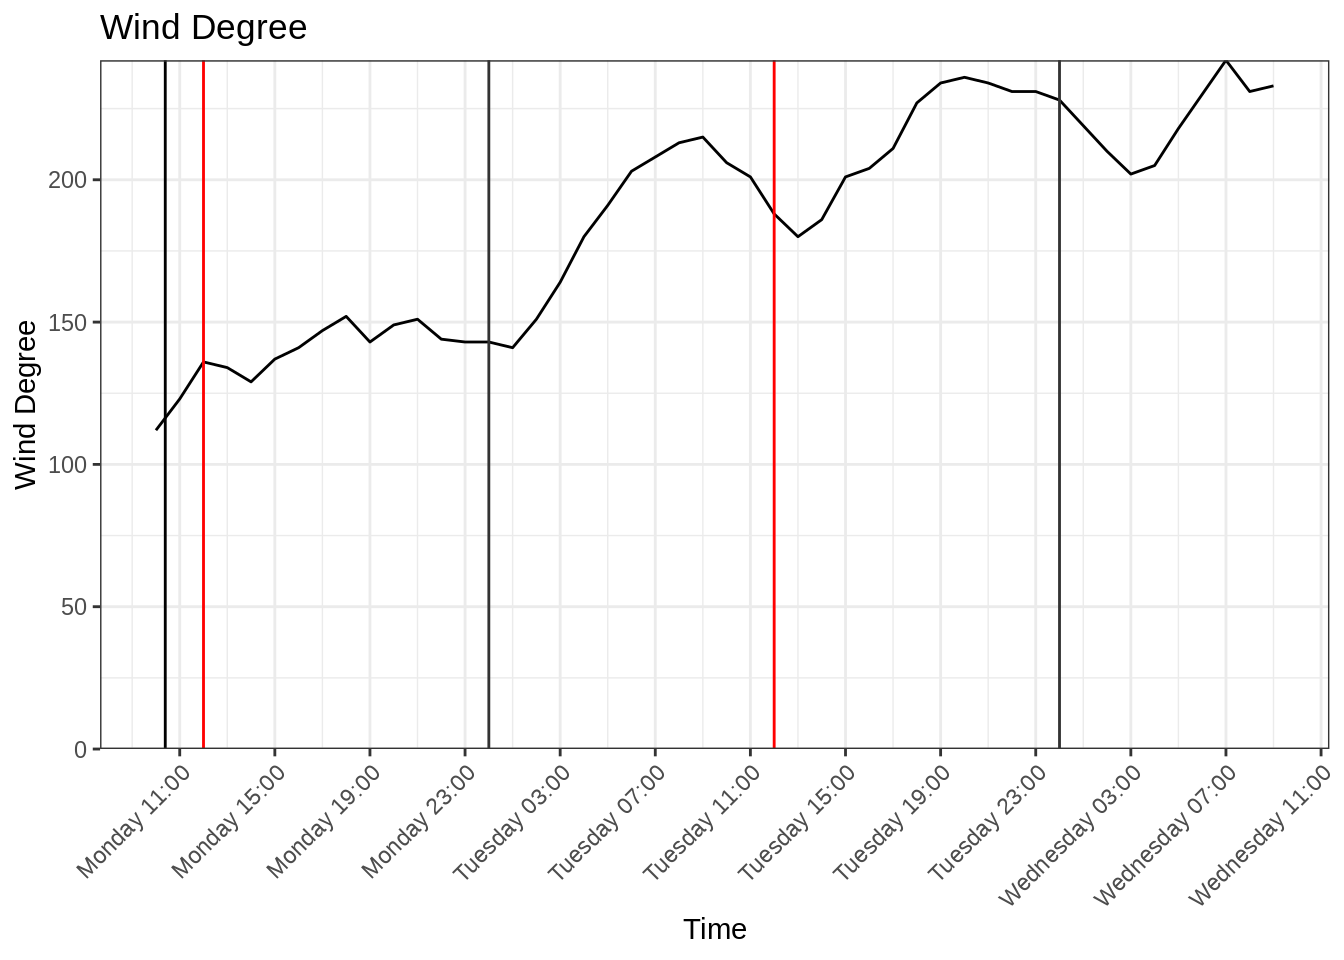 Wind Degree
Wind Degree
200
150
100
50
0
Monday 11:00
Monday 15:00
Monday 19:00
Monday 23:00
Tuesday 03:00
Tuesday 07:00
Tuesday 11:00
Tuesday 15:00
Tuesday 19:00
Tuesday 23:00
Wednesday 03:00
Wednesday 07:00
Wednesday 11:00
Time